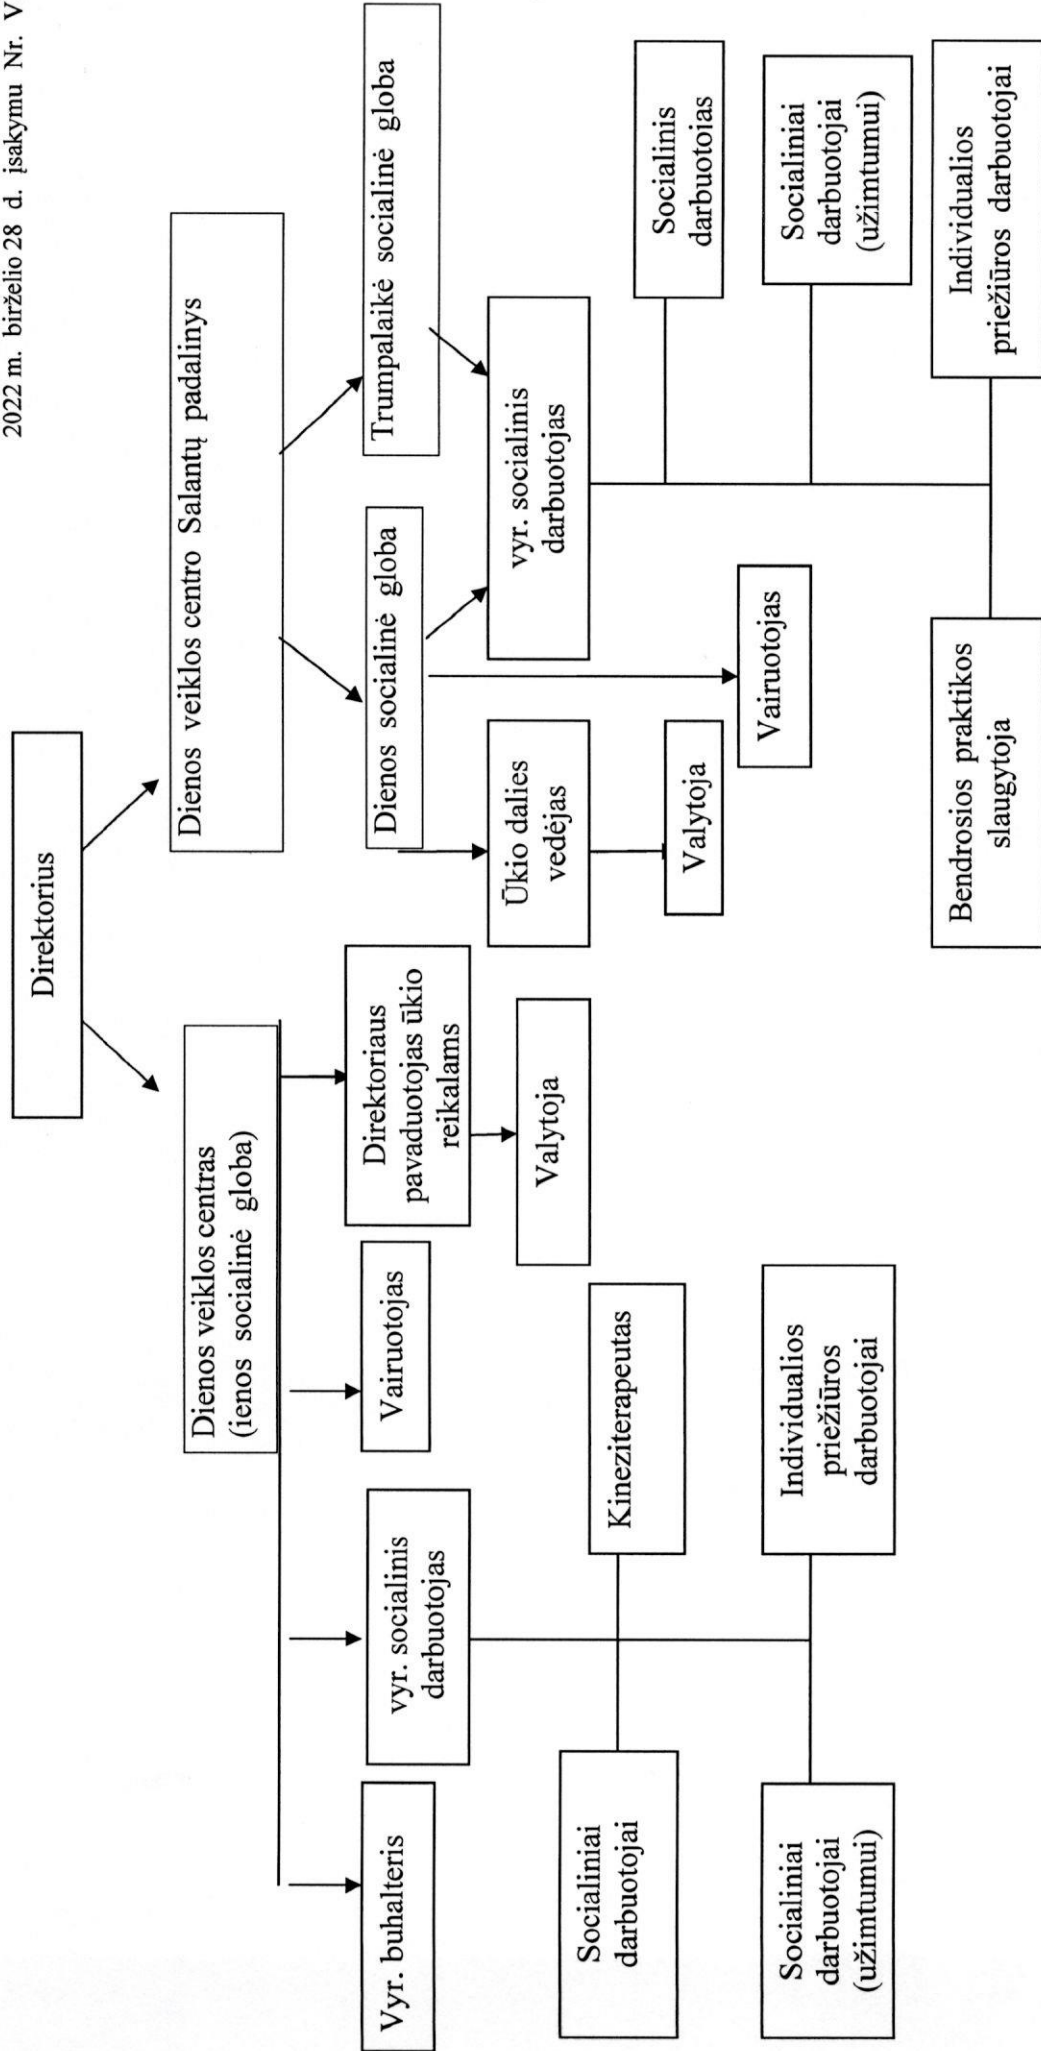 2022 m. birželio 28 d. įsakymu Nr. V
Direktorius
Dienos veiklos centras
(ienos socialinė globa)
Dienos veiklos centro Salantų padalinys
Vyr. buhalteris
vyr. socialinis
darbuotojas
Vairuotojas
Direktoriaus
pavaduotojas ūkio
reikalams
Dienos socialinė globa
Trumpalaikė socialinė globa
Ūkio dalies
vedėjas
vyr. socialinis
darbuotojas
Valytoja
Socialiniai
darbuotojai
Kineziterapeutas
Valytoja
Socialinis
darbuotojas
Vairuotojas
Socialiniai
darbuotojai
(užimtumui)
Individualios
priežiūros
darbuotojai
Socialiniai
darbuotojai
(užimtumui)
Bendrosios praktikos
slaugytoja
Individualios
priežiūros darbuotojai